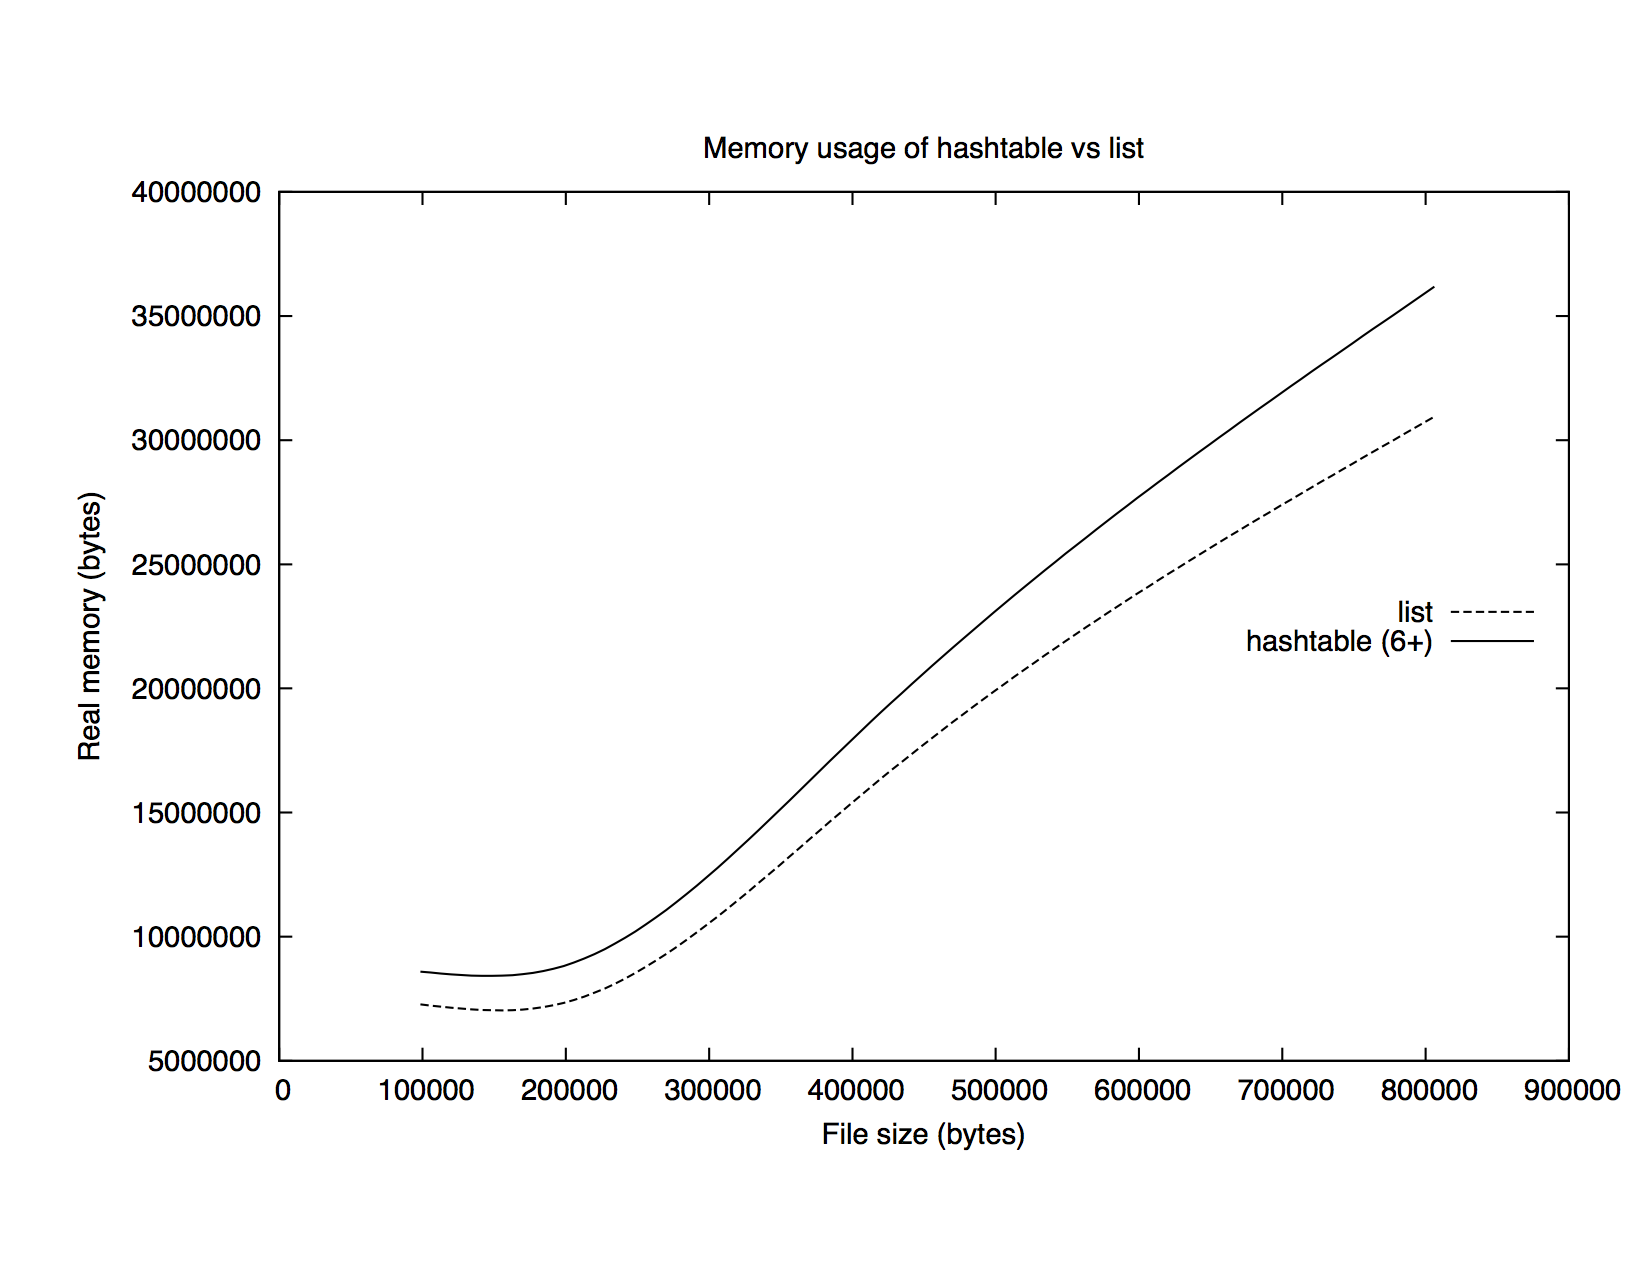 Memory usage of hashtable vs list
40000000
35000000
30000000
25000000
20000000
15000000
10000000
5000000
Real memory (bytes)
list
hashtable (6+)
0 100000 200000 300000 400000 500000 600000 700000 800000 900000
File size (bytes)